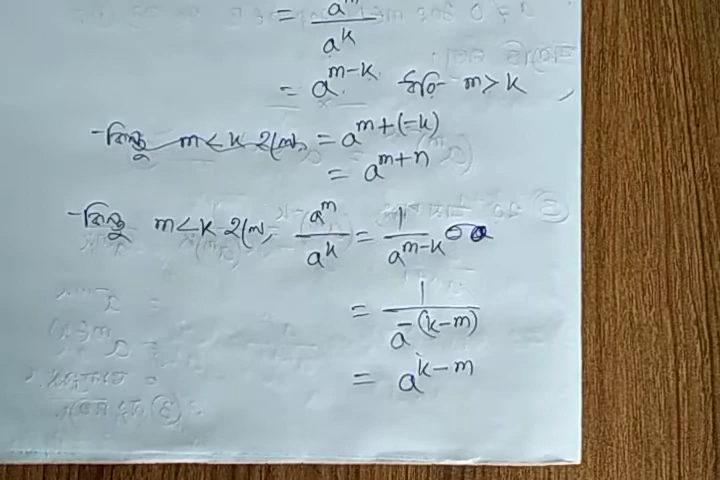 = a^m / a^k
= a^{m-k} যদি m>k,
কিন্তু m<k হলে, = a^{m+(-k)}
= a^{m+n}
কিন্তু m<k হলে, a^m / a^k = 1 / a^{m-k}
= 1 / a^{-(k-m)}
= a^{k-m}